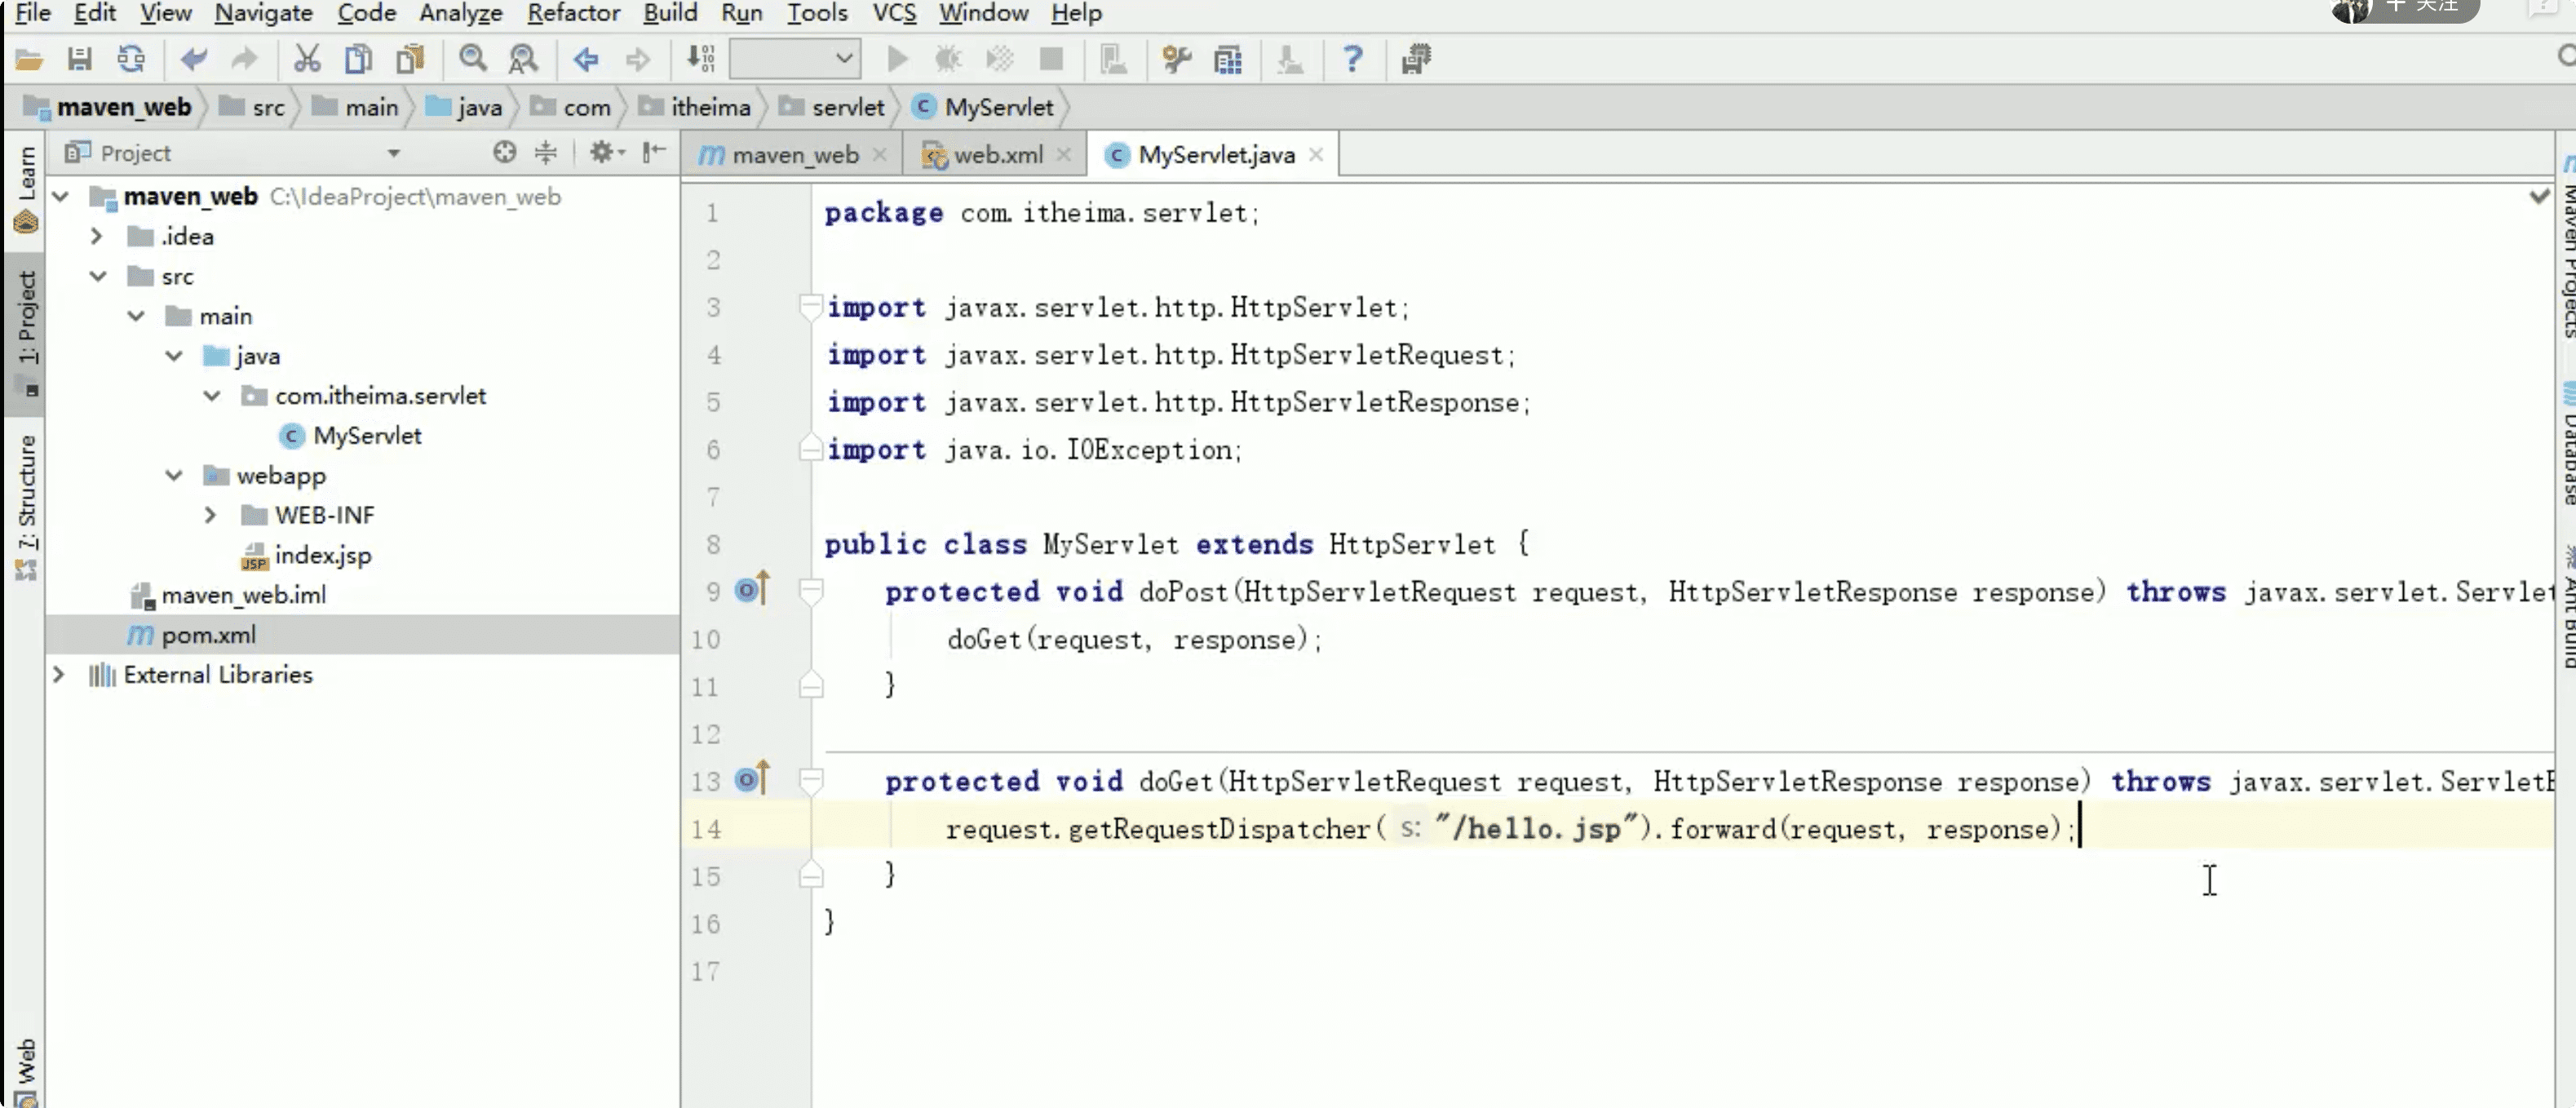 File Edit View Navigate Code Analyze Refactor Build Run Tools VCS Window Help
+ 关注
maven_web src main java com itheima servlet MyServlet
Learn
1: Project
7: Structure
Web
Project
maven_web C:\IdeaProject\maven_web
.idea
src
main
java
com.itheima.servlet
MyServlet
webapp
WEB-INF
index.jsp
maven_web.iml
pom.xml
External Libraries
maven_web web.xml MyServlet.java
1 package com.itheima.servlet;
2
3 import javax.servlet.http.HttpServlet;
4 import javax.servlet.http.HttpServletRequest;
5 import javax.servlet.http.HttpServletResponse;
6 import java.io.IOException;
7
8 public class MyServlet extends HttpServlet {
9 protected void doPost(HttpServletRequest request, HttpServletResponse response) throws javax.servlet.Servlet
10 doGet(request, response);
11 }
12
13 protected void doGet(HttpServletRequest request, HttpServletResponse response) throws javax.servlet.ServletE
14 request.getRequestDispatcher( s: "/hello.jsp").forward(request, response);
15 }
16 }
17
Maven Projects
Database
Ant Build